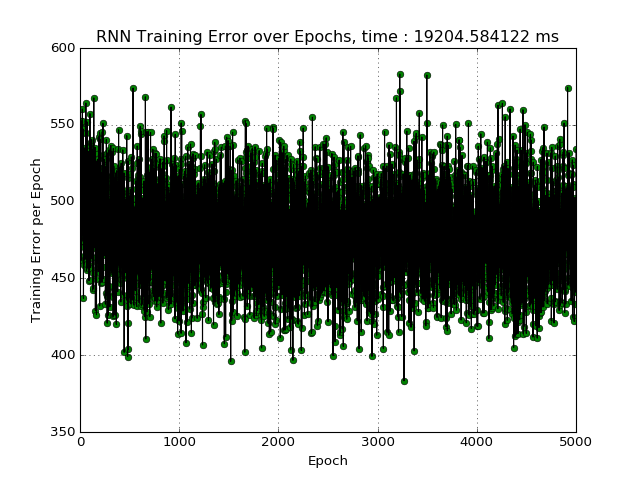 RNN Training Error over Epochs, time : 19204.584122 ms
600
550
500
450
400
350
Training Error per Epoch
0 1000 2000 3000 4000 5000
Epoch